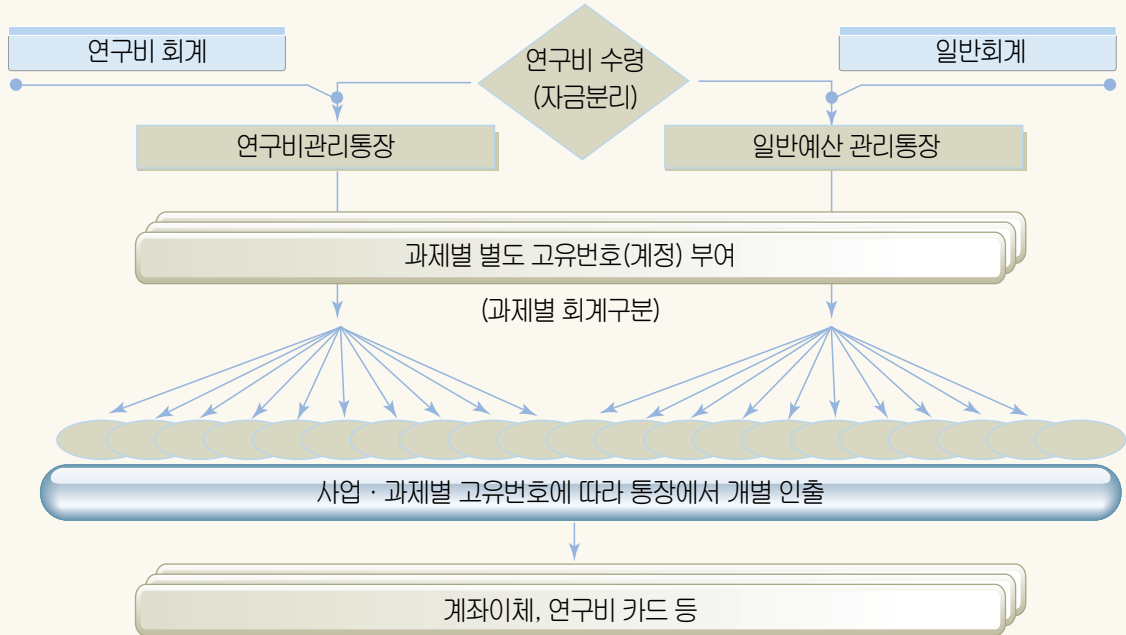 연구비 회계
연구비 수령
(자금분리)
일반회계
연구비관리통장
일반예산 관리통장
과제별 별도 고유번호(계정) 부여
(과제별 회계구분)
사업 · 과제별 고유번호에 따라 통장에서 개별 인출
계좌이체, 연구비 카드 등